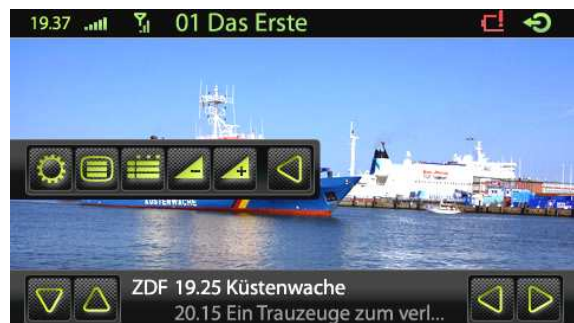 19.37 01 Das Erste
KÜSTENWACHE
ZDF 19.25 Küstenwache
20.15 Ein Trauzeuge zum verl...